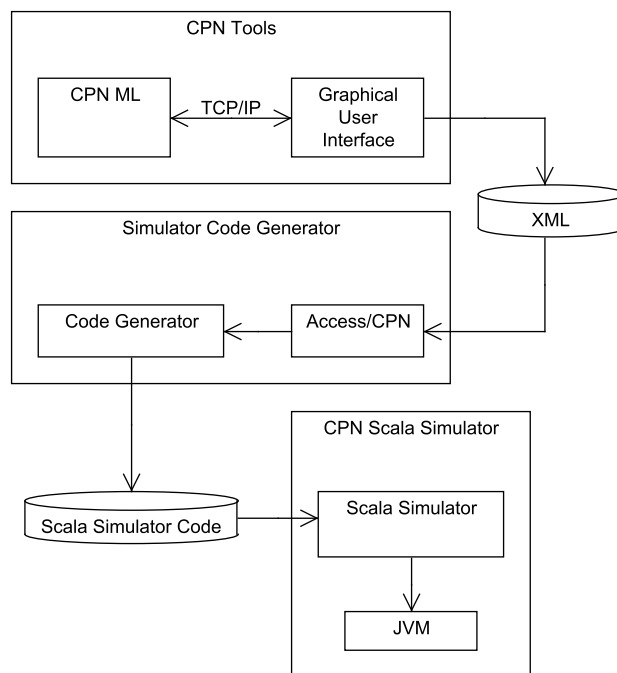 CPN Tools
CPN ML
TCP/IP
Graphical
User
Interface
XML
Simulator Code Generator
Code Generator
Access/CPN
CPN Scala Simulator
Scala Simulator Code
Scala Simulator
JVM